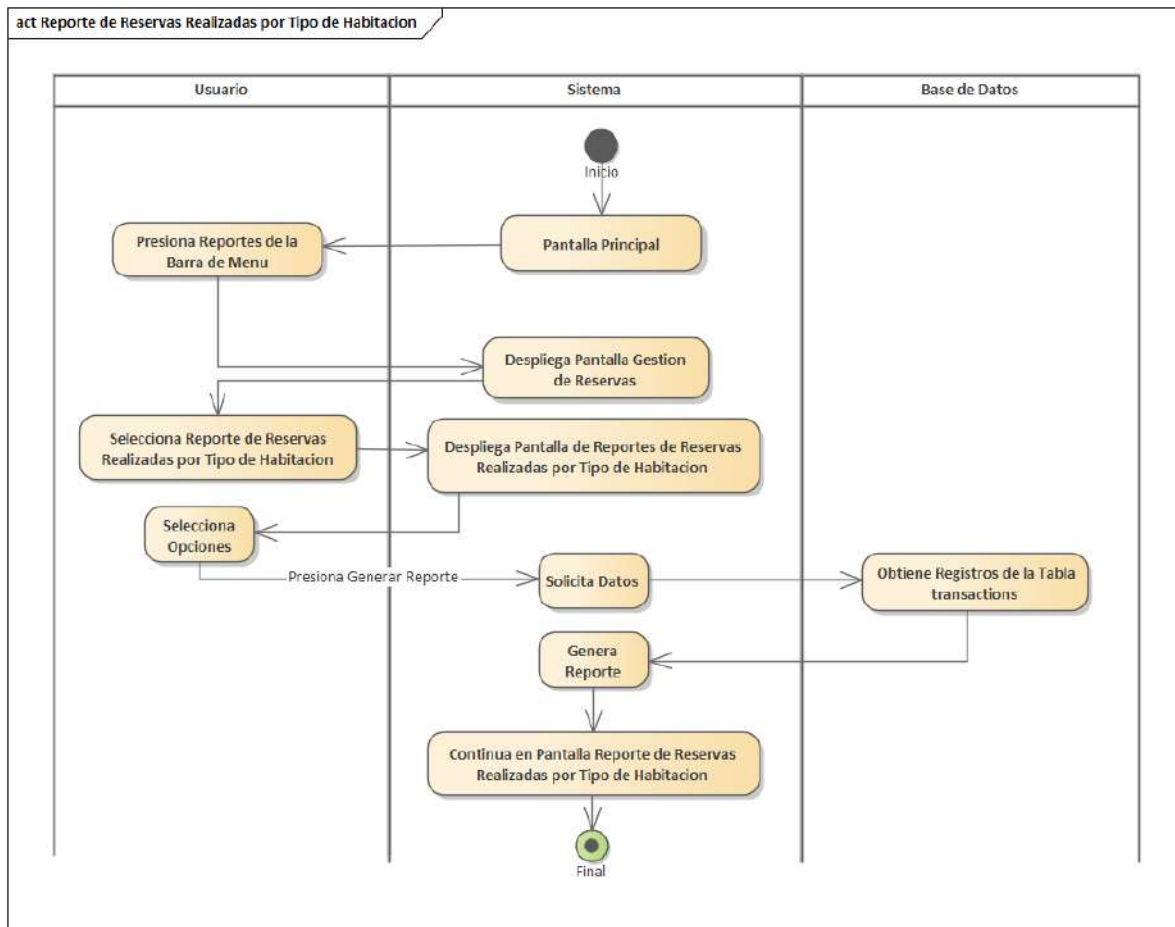 act Reporte de Reservas Realizadas por Tipo de Habitacion
Usuario
Sistema
Base de Datos
Inicio
Pantalla Principal
Presiona Reportes de la
Barra de Menu
Despliega Pantalla Gestion
de Reservas
Selecciona Reporte de Reservas
Realizadas por Tipo de Habitacion
Despliega Pantalla de Reportes de Reservas
Realizadas por Tipo de Habitacion
Selecciona
Opciones
Presiona Generar Reporte
Solicita Datos
Obtiene Registros de la Tabla
transactions
Genera
Reporte
Continua en Pantalla Reporte de Reservas
Realizadas por Tipo de Habitacion
Final